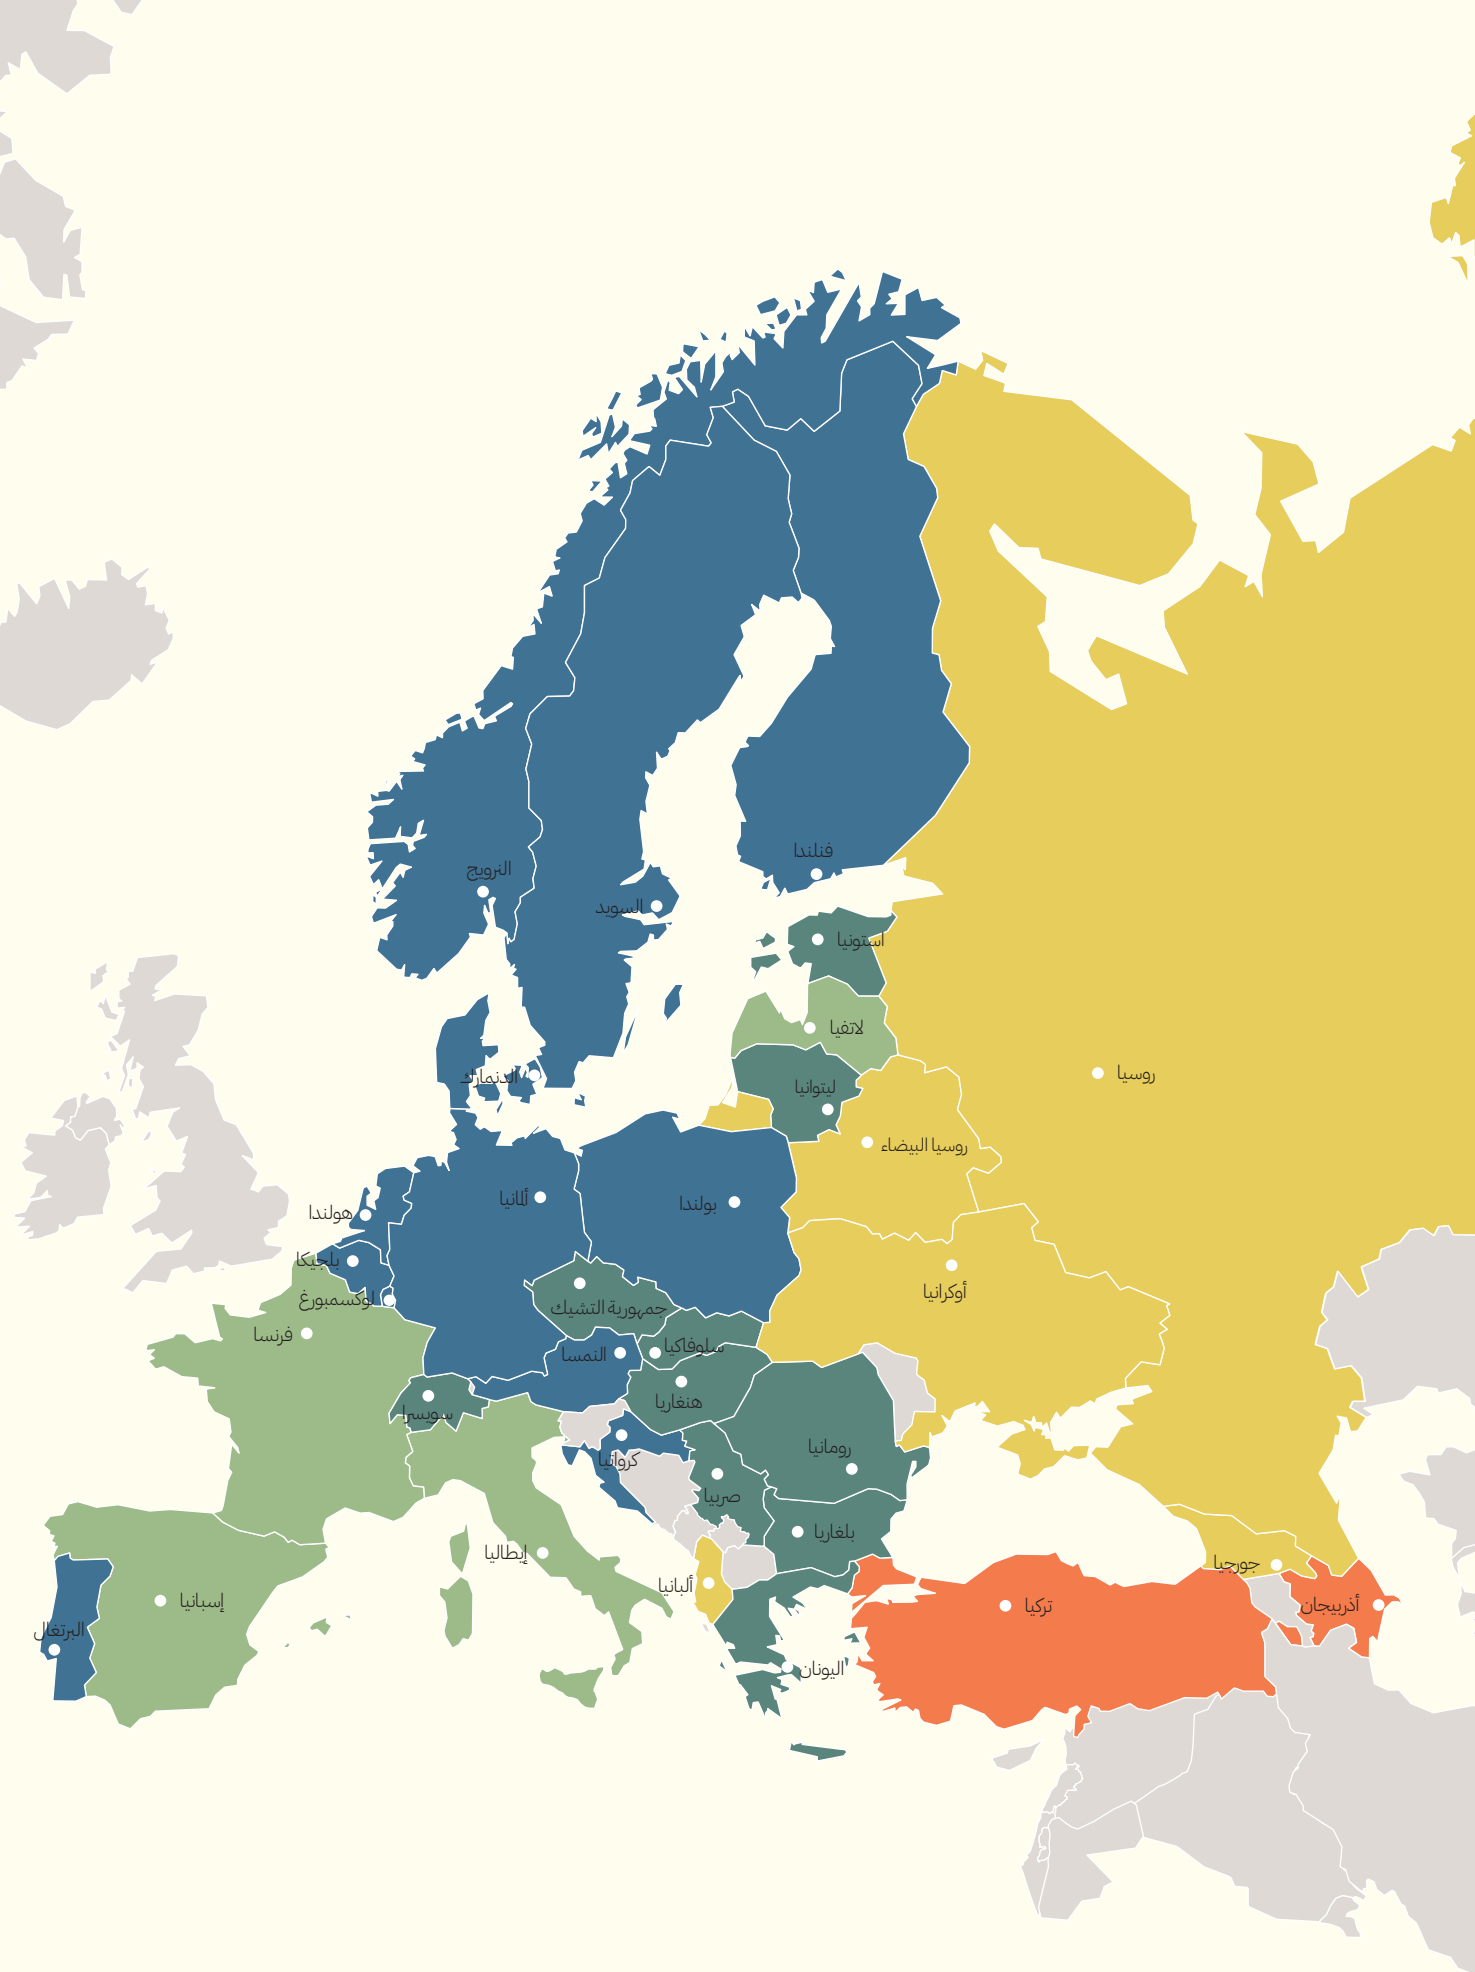 فنلندا
النرويج
السويد
استونيا
لاتفيا
روسيا
الدنمارك
ليتوانيا
روسيا البيضاء
ألمانيا
بولندا
هولندا
بلجيكا
أوكرانيا
لوكسمبورغ
جمهورية التشيك
فرنسا
سلوفاكيا
النمسا
هنغاريا
سويسرا
رومانيا
كرواتيا
صربيا
بلغاريا
إيطاليا
جورجيا
ألبانيا
إسبانيا
تركيا
أذربيجان
البرتغال
اليونان